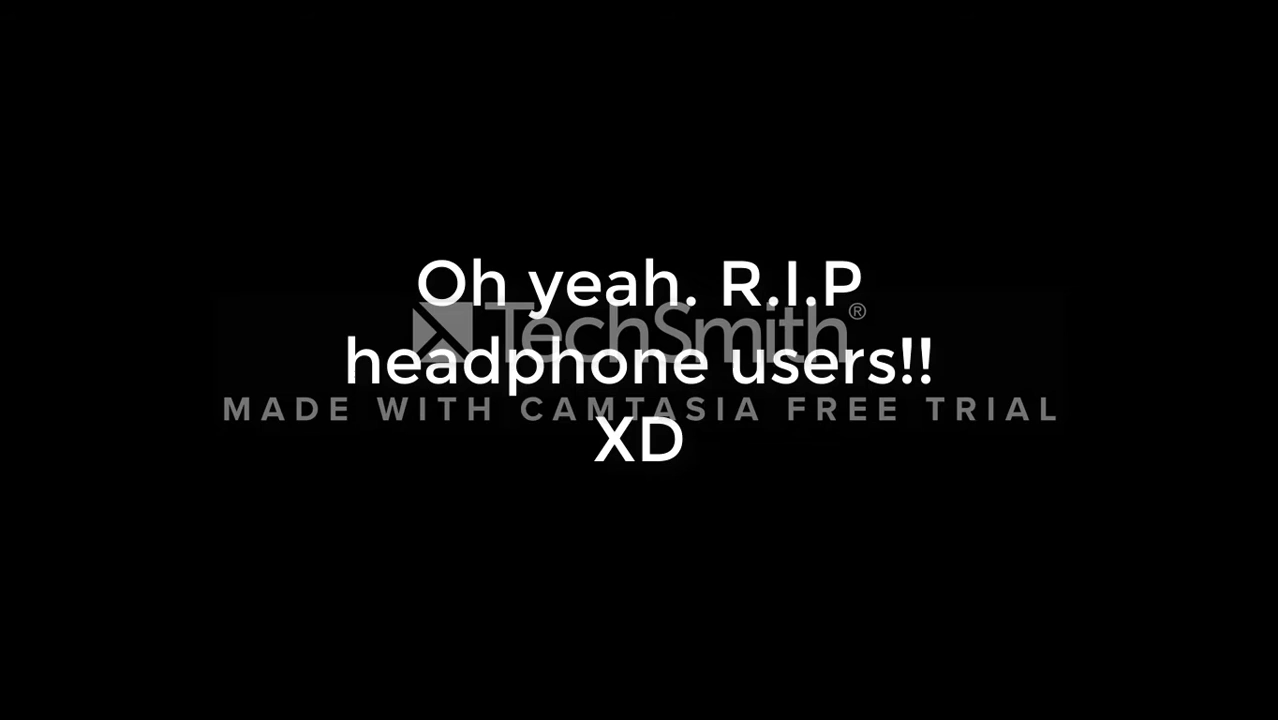 Oh yeah. R.I.P
TechSmith®
headphone users!!
MADE WITH CAMTASIA FREE TRIAL
XD